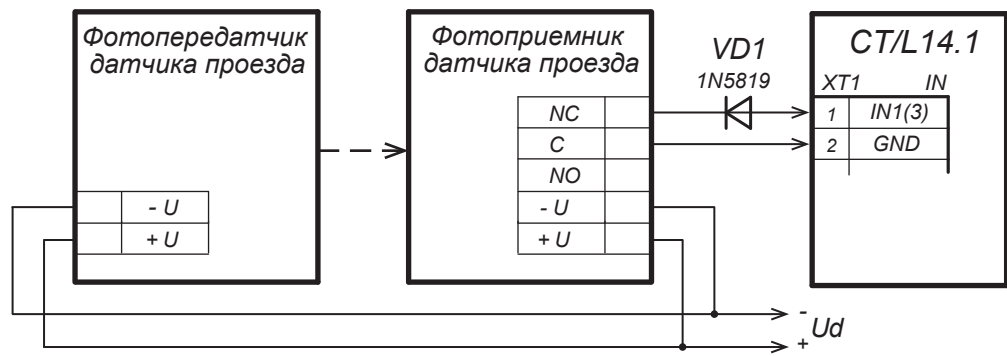 Фотопередатчик
датчика проезда
- U
+ U
Фотоприемник
датчика проезда
NC
C
NO
- U
+ U
VD1
1N5819
CT/L14.1
XT1 IN
1 IN1(3)
2 GND
-
Ud
+